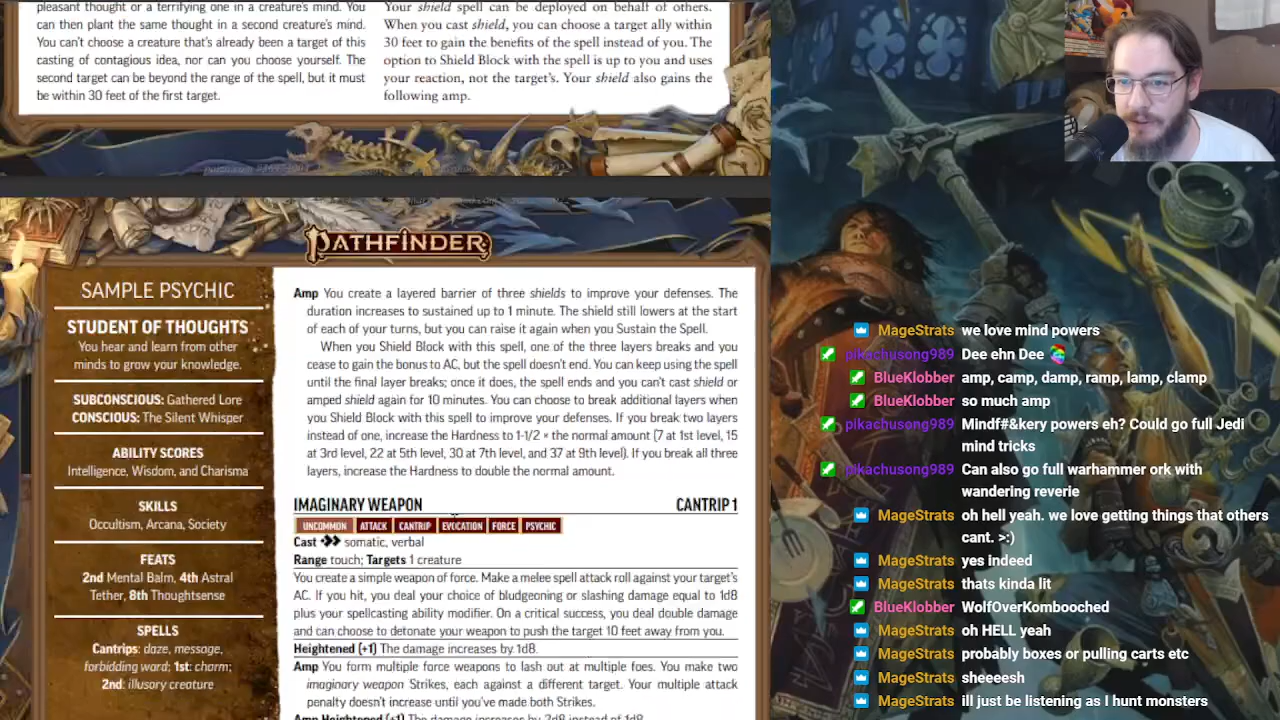 pleasant thought or a terrifying one in a creature's mind. You
can then plant the same thought in a second creature's mind.
You can't choose a creature that's already been a target of this
casting of contagious idea, nor can you choose yourself. The
second target can be beyond the range of the spell, but it must
be within 30 feet of the first target.
Your shield spell can be deployed on behalf of others.
When you cast shield, you can choose a target ally within
30 feet to gain the benefits of the spell instead of you. The
option to Shield Block with the spell is up to you and uses
your reaction, not the target's. Your shield also gains the
following amp.
PATHFINDER
SAMPLE PSYCHIC
STUDENT OF THOUGHTS
You hear and learn from other
minds to grow your knowledge.
SUBCONSCIOUS: Gathered Lore
CONSCIOUS: The Silent Whisper
ABILITY SCORES
Intelligence, Wisdom, and Charisma
SKILLS
Occultism, Arcana, Society
FEATS
2nd Mental Balm, 4th Astral
Tether, 8th Thoughtsense
SPELLS
Cantrips: daze, message,
forbidding ward; 1st: charm;
2nd: illusory creature
Amp You create a layered barrier of three shields to improve your defenses. The
duration increases to sustained up to 1 minute. The shield still lowers at the start
of each of your turns, but you can raise it again when you Sustain the Spell.
When you Shield Block with this spell, one of the three layers breaks and you
cease to gain the bonus to AC, but the spell doesn't end. You can keep using the spell
until the final layer breaks; once it does, the spell ends and you can't cast shield or
amped shield again for 10 minutes. You can choose to break additional layers when
you Shield Block with this spell to improve your defenses. If you break two layers
instead of one, increase the Hardness to 1-1/2 × the normal amount (7 at 1st level, 15
at 3rd level, 22 at 5th level, 30 at 7th level, and 37 at 9th level). If you break all three
layers, increase the Hardness to double the normal amount.
IMAGINARY WEAPON CANTRIP 1
UNCOMMON ATTACK CANTRIP EVOCATION FORCE PSYCHIC
Cast somatic, verbal
Range touch; Targets 1 creature
You create a simple weapon of force. Make a melee spell attack roll against your target's
AC. If you hit, you deal your choice of bludgeoning or slashing damage equal to 1d8
plus your spellcasting ability modifier. On a critical success, you deal double damage
and can choose to detonate your weapon to push the target 10 feet away from you.
Heightened (+1) The damage increases by 1d8.
Amp You form multiple force weapons to lash out at multiple foes. You make two
imaginary weapon Strikes, each against a different target. Your multiple attack
penalty doesn't increase until you've made both Strikes.
Amp Heightened (+1) The damage increases by 2d8 instead of 1d8.
MageStrats we love mind powers
pikachusong989 Dee ehn Dee
BlueKlobber amp, camp, damp, ramp, lamp, clamp
BlueKlobber so much amp
pikachusong989 Mindf#&kery powers eh? Could go full Jedi
mind tricks
pikachusong989 Can also go full warhammer ork with
wandering reverie
MageStrats oh hell yeah. we love getting things that others
cant. >:)
MageStrats yes indeed
MageStrats thats kinda lit
BlueKlobber WolfOverKombooched
MageStrats oh HELL yeah
MageStrats probably boxes or pulling carts etc
MageStrats sheeeesh
MageStrats ill just be listening as I hunt monsters